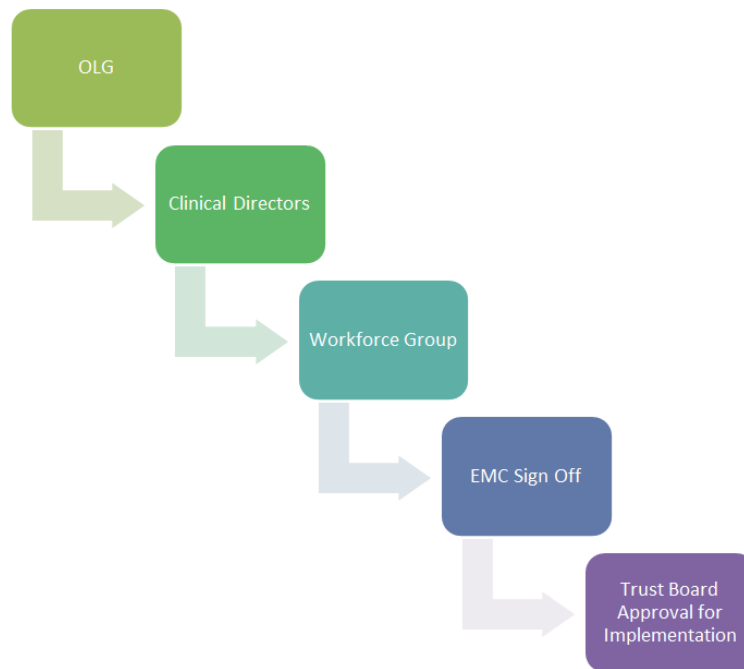 OLG
Clinical Directors
Workforce Group
EMC Sign Off
Trust Board
Approval for
Implementation